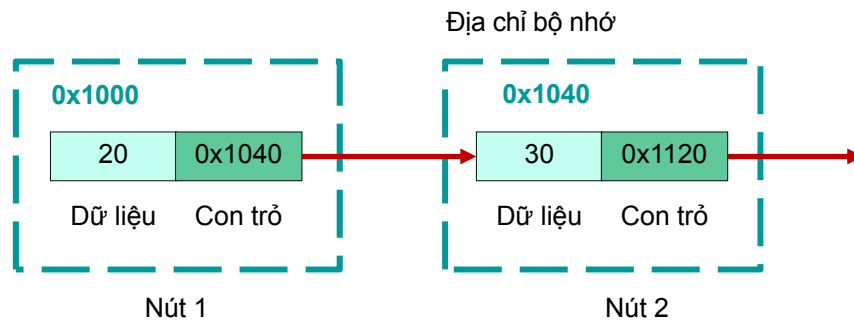 Địa chỉ bộ nhớ
0x1000 0x1040
20 0x1040 30 0x1120
Dữ liệu Con trỏ Dữ liệu Con trỏ
Nút 1 Nút 2